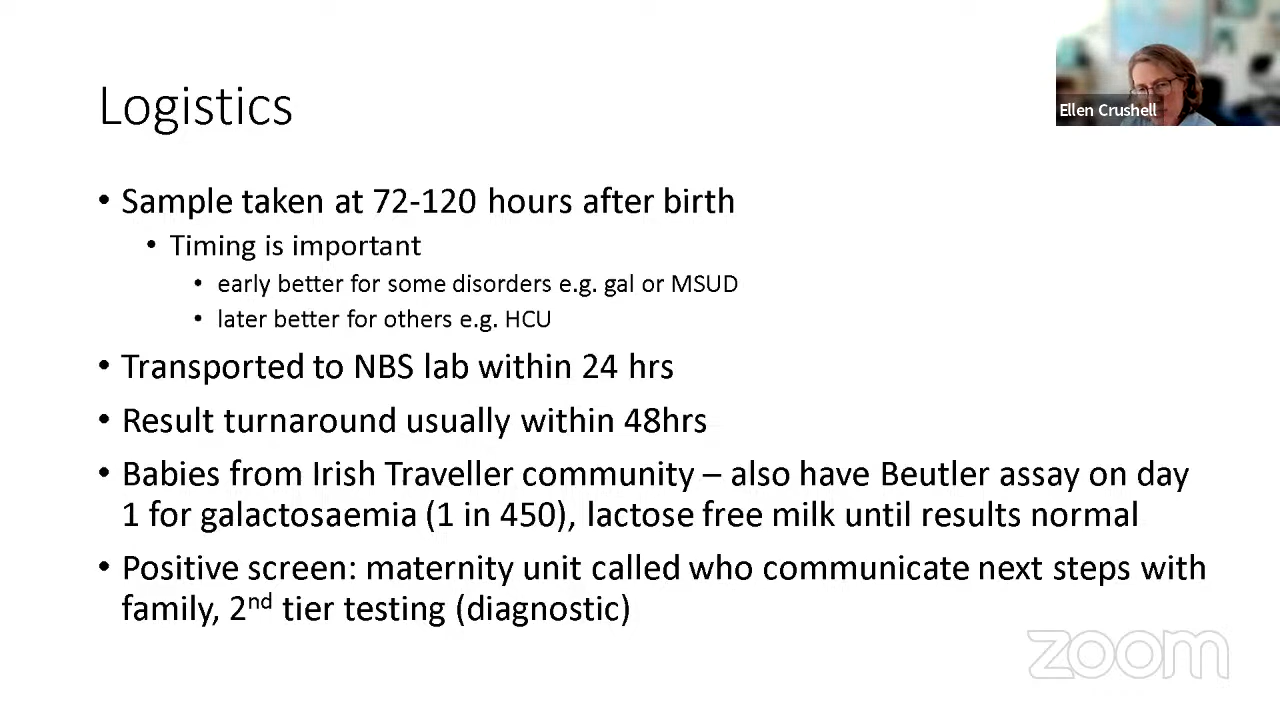 Logistics
Ellen Crushell
• Sample taken at 72-120 hours after birth
• Timing is important
• early better for some disorders e.g. gal or MSUD
• later better for others e.g. HCU
• Transported to NBS lab within 24 hrs
• Result turnaround usually within 48hrs
• Babies from Irish Traveller community – also have Beutler assay on day
1 for galactosaemia (1 in 450), lactose free milk until results normal
• Positive screen: maternity unit called who communicate next steps with
family, 2nd tier testing (diagnostic)
zoom